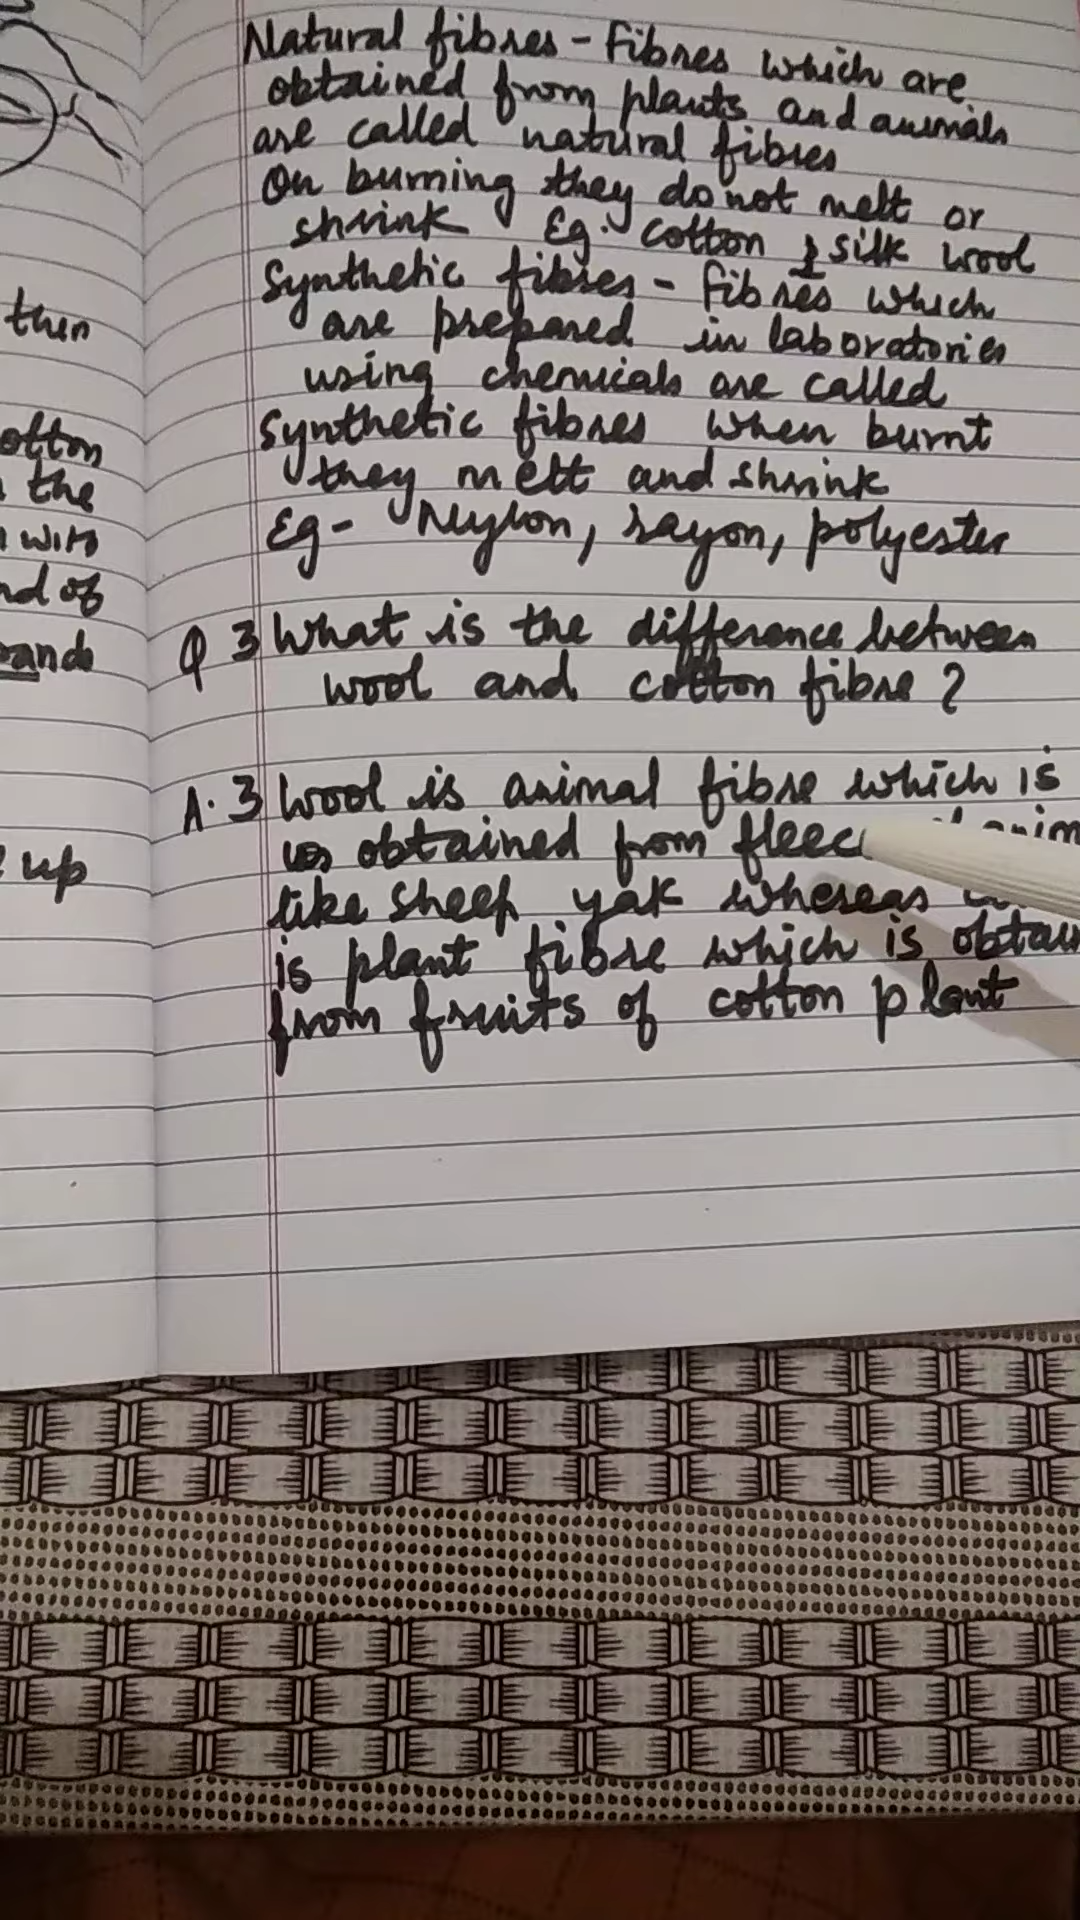 Natural fibres - fibres which are
obtained from plants and animals
are called natural fibres
On burning they do not melt or
shrink Eg. cotton & silk wool
Synthetic fibres - fibres which
are prepared in laboratories
using chemicals are called
Synthetic fibres when burnt
they melt and shrink
Eg- Nylon, rayon, polyester
Q 3 What is the difference between
wool and cotton fibre ?
A. 3 Wool is animal fibre which is
obtained from
like sheep yak whereas
is plant fibre which is
from fruits of cotton plant
then
the
up